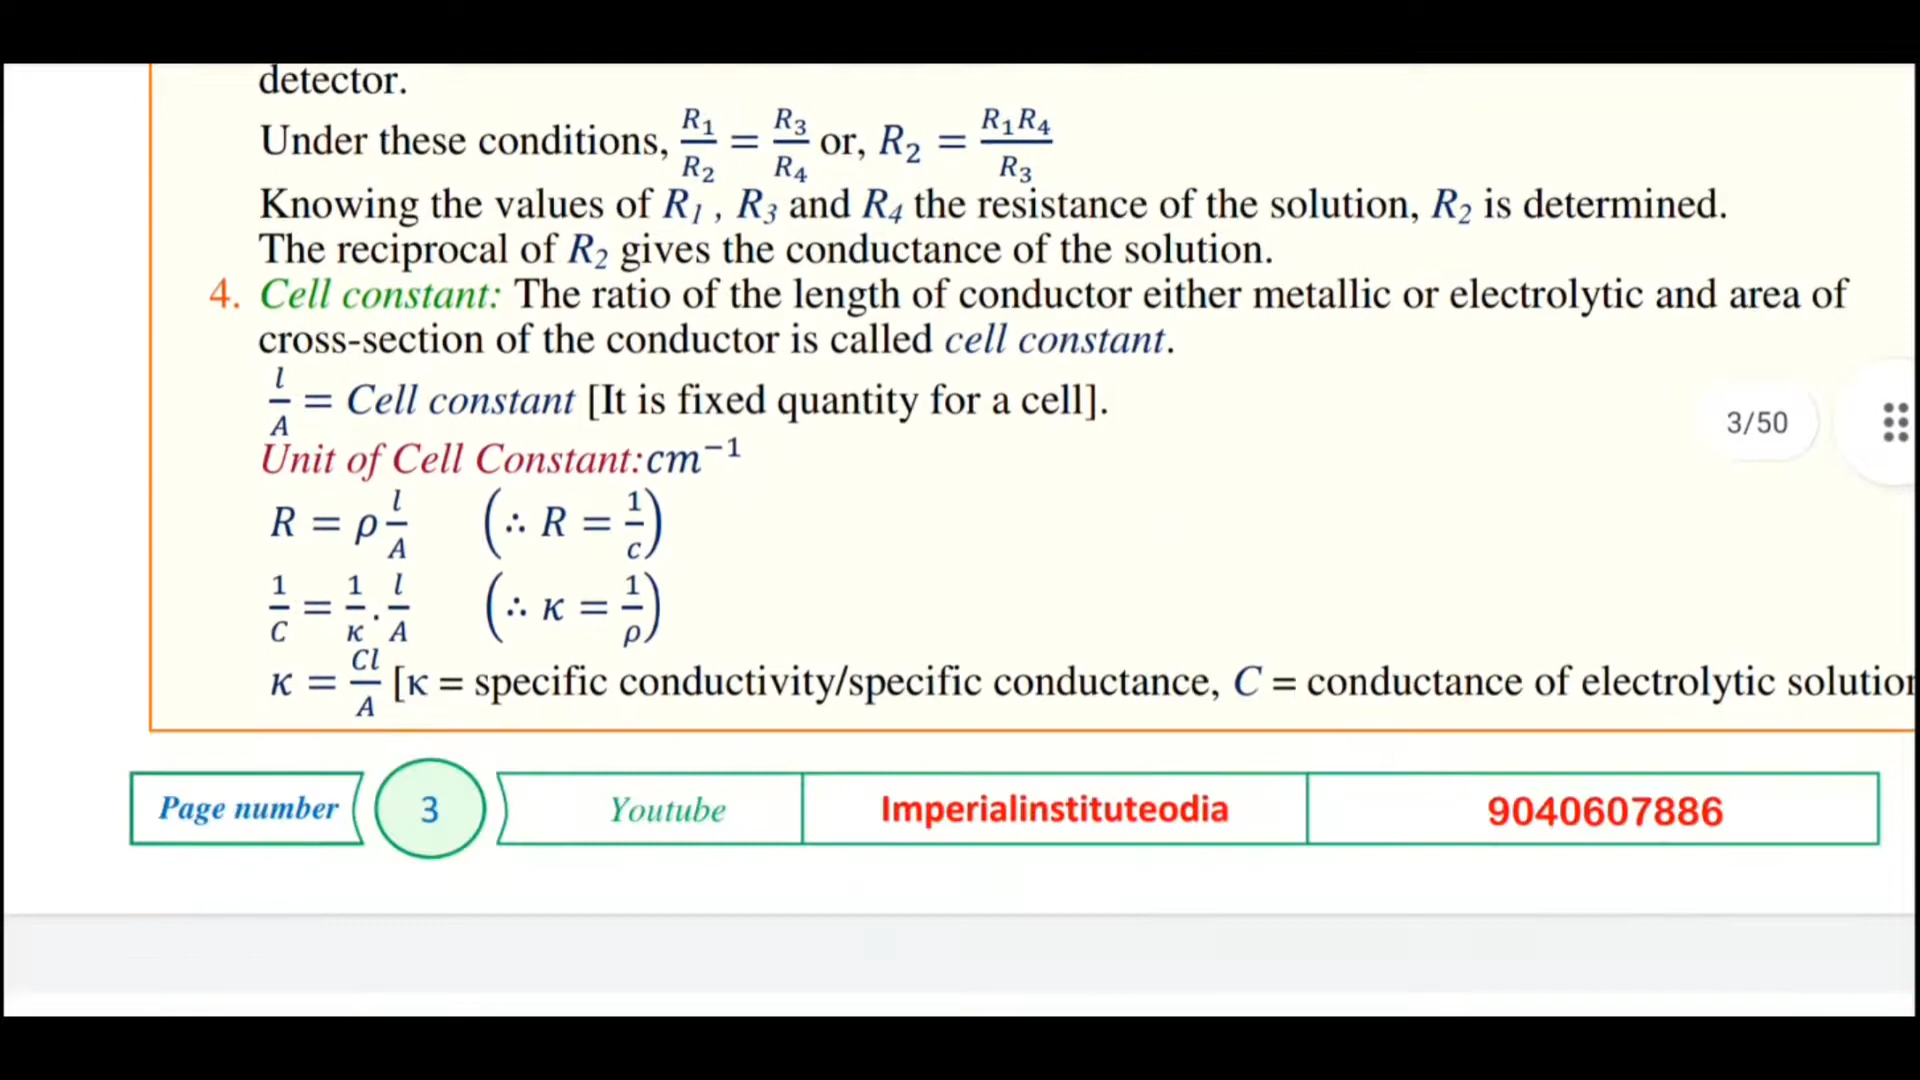 detector.
Under these conditions, R₁/R₂ = R₃/R₄ or, R₂ = R₁R₄/R₃
Knowing the values of R₁ , R₃ and R₄ the resistance of the solution, R₂ is determined.
The reciprocal of R₂ gives the conductance of the solution.
4. Cell constant: The ratio of the length of conductor either metallic or electrolytic and area of
cross-section of the conductor is called cell constant.
l/A = Cell constant [It is fixed quantity for a cell].
3/50
Unit of Cell Constant:cm⁻¹
R = ρ l/A (∴ R = 1/c)
1/C = 1/κ . l/A (∴ κ = 1/ρ)
κ = Cl/A [κ = specific conductivity/specific conductance, C = conductance of electrolytic solution
Page number 3 Youtube Imperialinstituteodia 9040607886